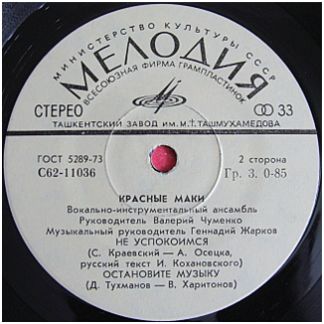 МИНИСТЕРСТВО КУЛЬТУРЫ СССР
МЕЛОДИЯ
ВСЕСОЮЗНАЯ ФИРМА ГРАМПЛАСТИНОК
СТЕРЕО
33
ТАШКЕНТСКИЙ ЗАВОД ИМ. М.Т. ТАШМУХАМЕДОВА
ГОСТ 5289-73
2 сторона
С62-11036
Гр. 3. 0-85
КРАСНЫЕ МАКИ
Вокально-инструментальный ансамбль
Руководитель Валерий Чуменко
Музыкальный руководитель Геннадий Жарков
НЕ УСПОКОИМСЯ
(С. Краевский — А. Осецка,
русский текст И. Кохановского)
ОСТАНОВИТЕ МУЗЫКУ
(Д. Тухманов — В. Харитонов)